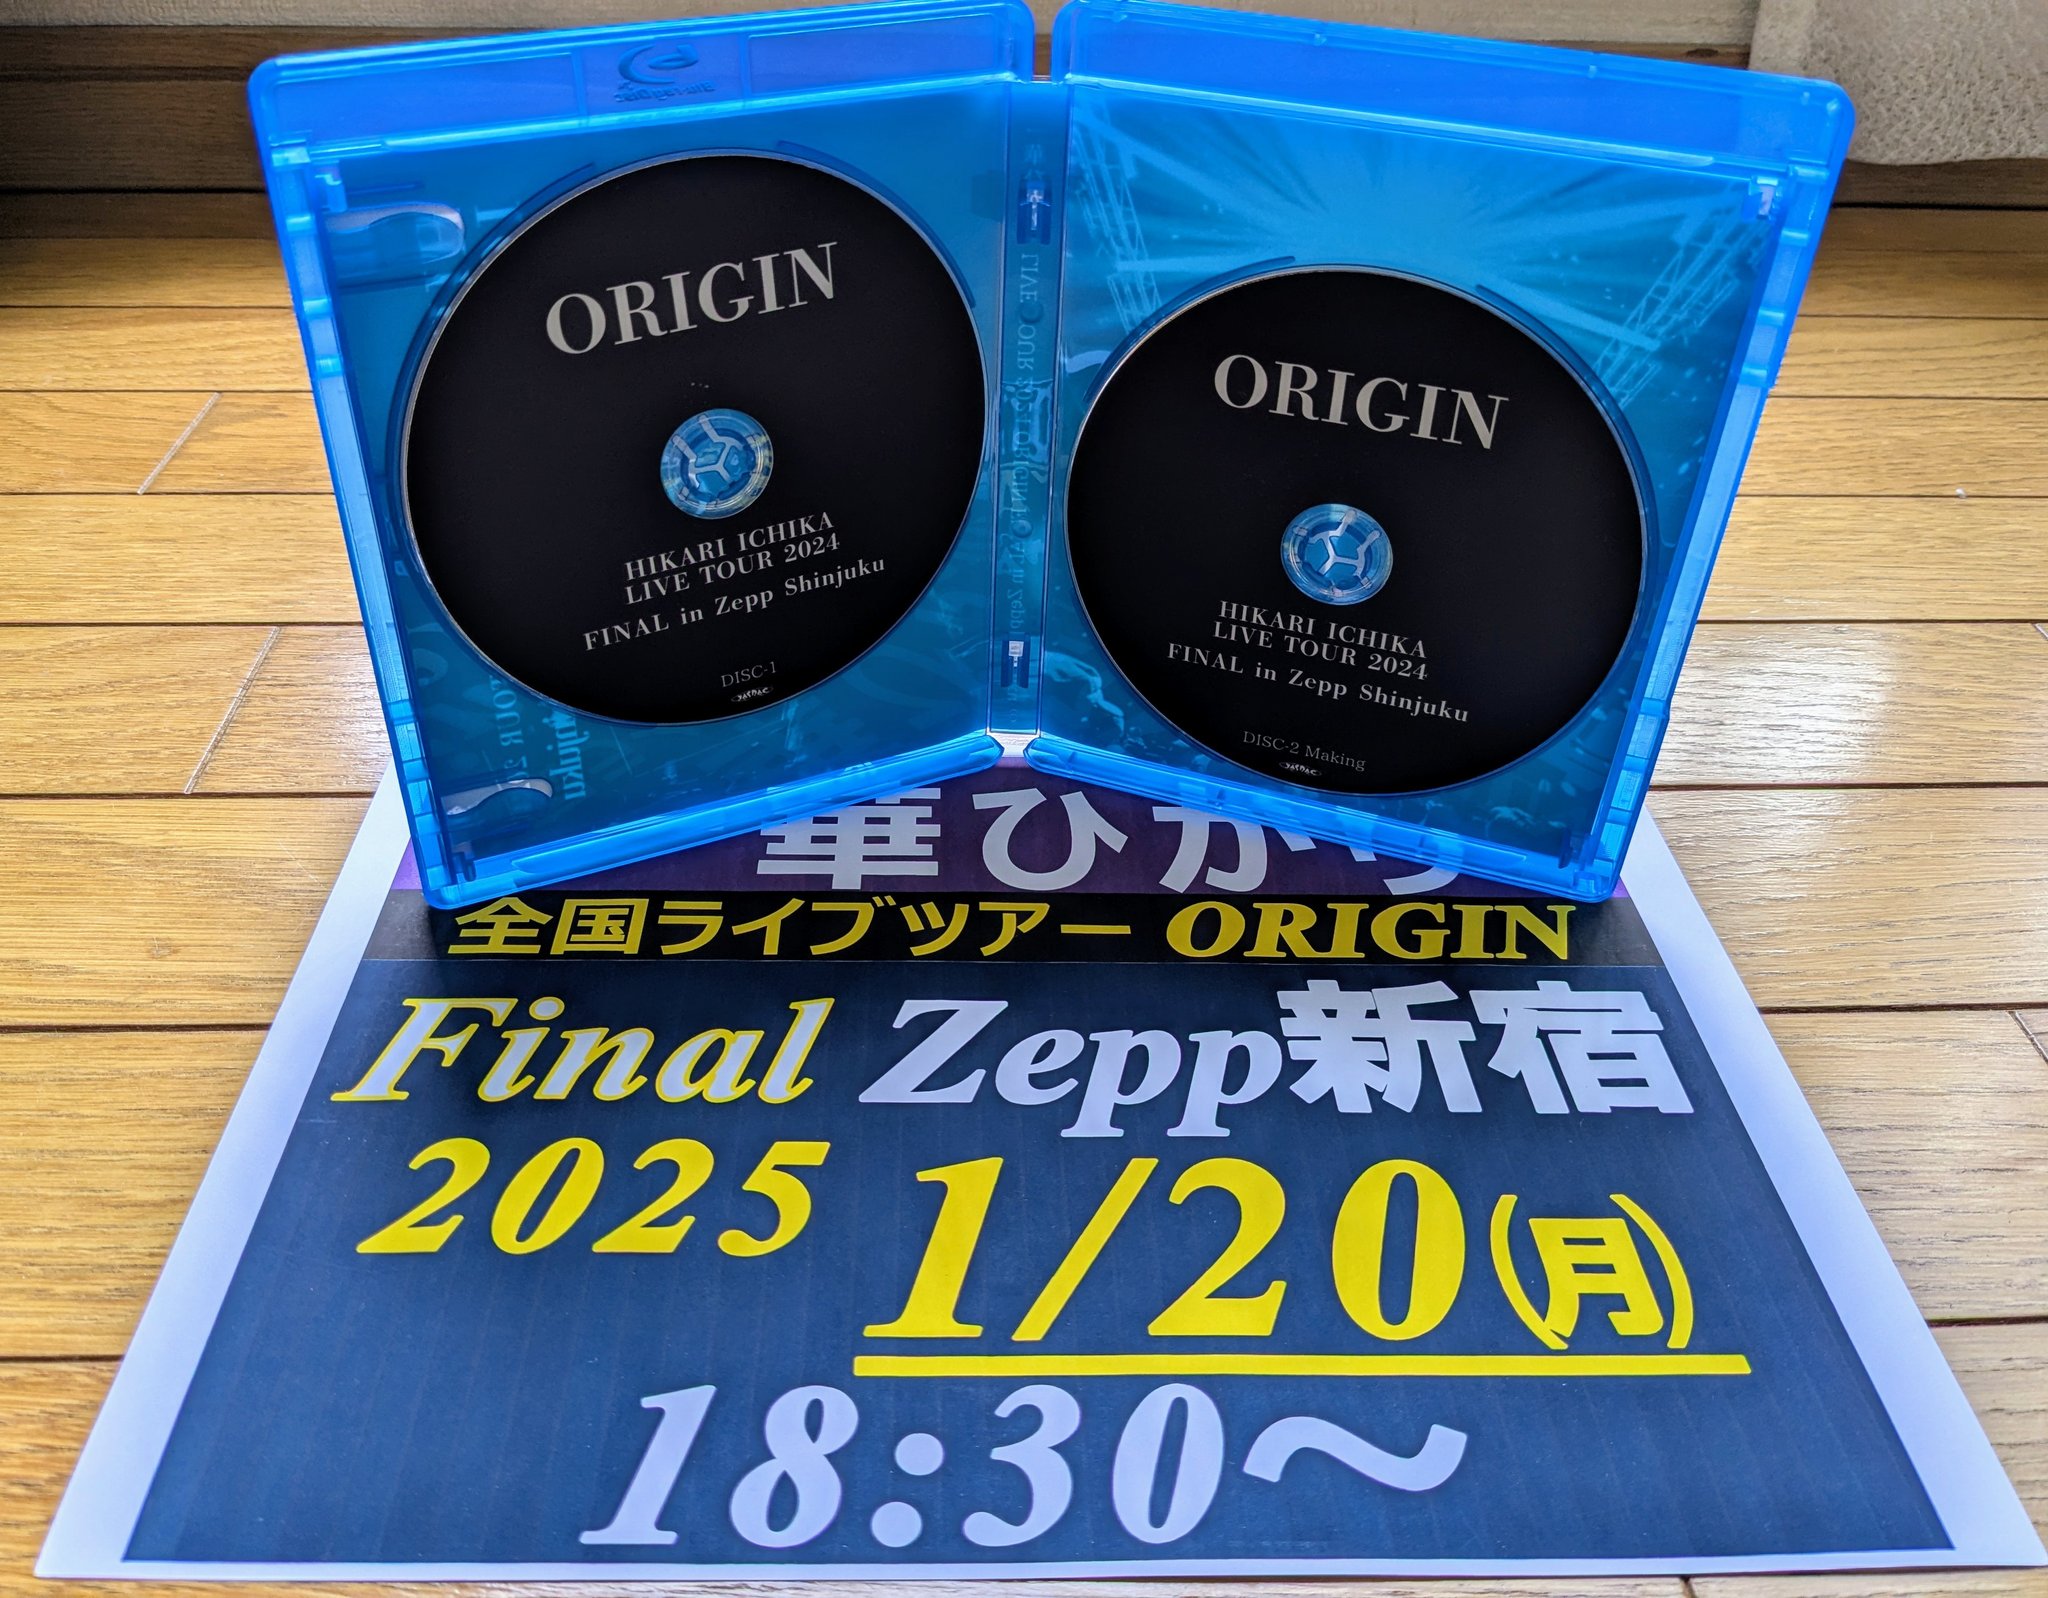 ORIGIN
HIKARI ICHIKA
LIVE TOUR 2024
FINAL in Zepp Shinjuku
DISC-1
ORIGIN
HIKARI ICHIKA
LIVE TOUR 2024
FINAL in Zepp Shinjuku
DISC-2 Making
華ひかり
全国ライブツアー ORIGIN
Final Zepp新宿
2025 1/20(月)
18:30〜